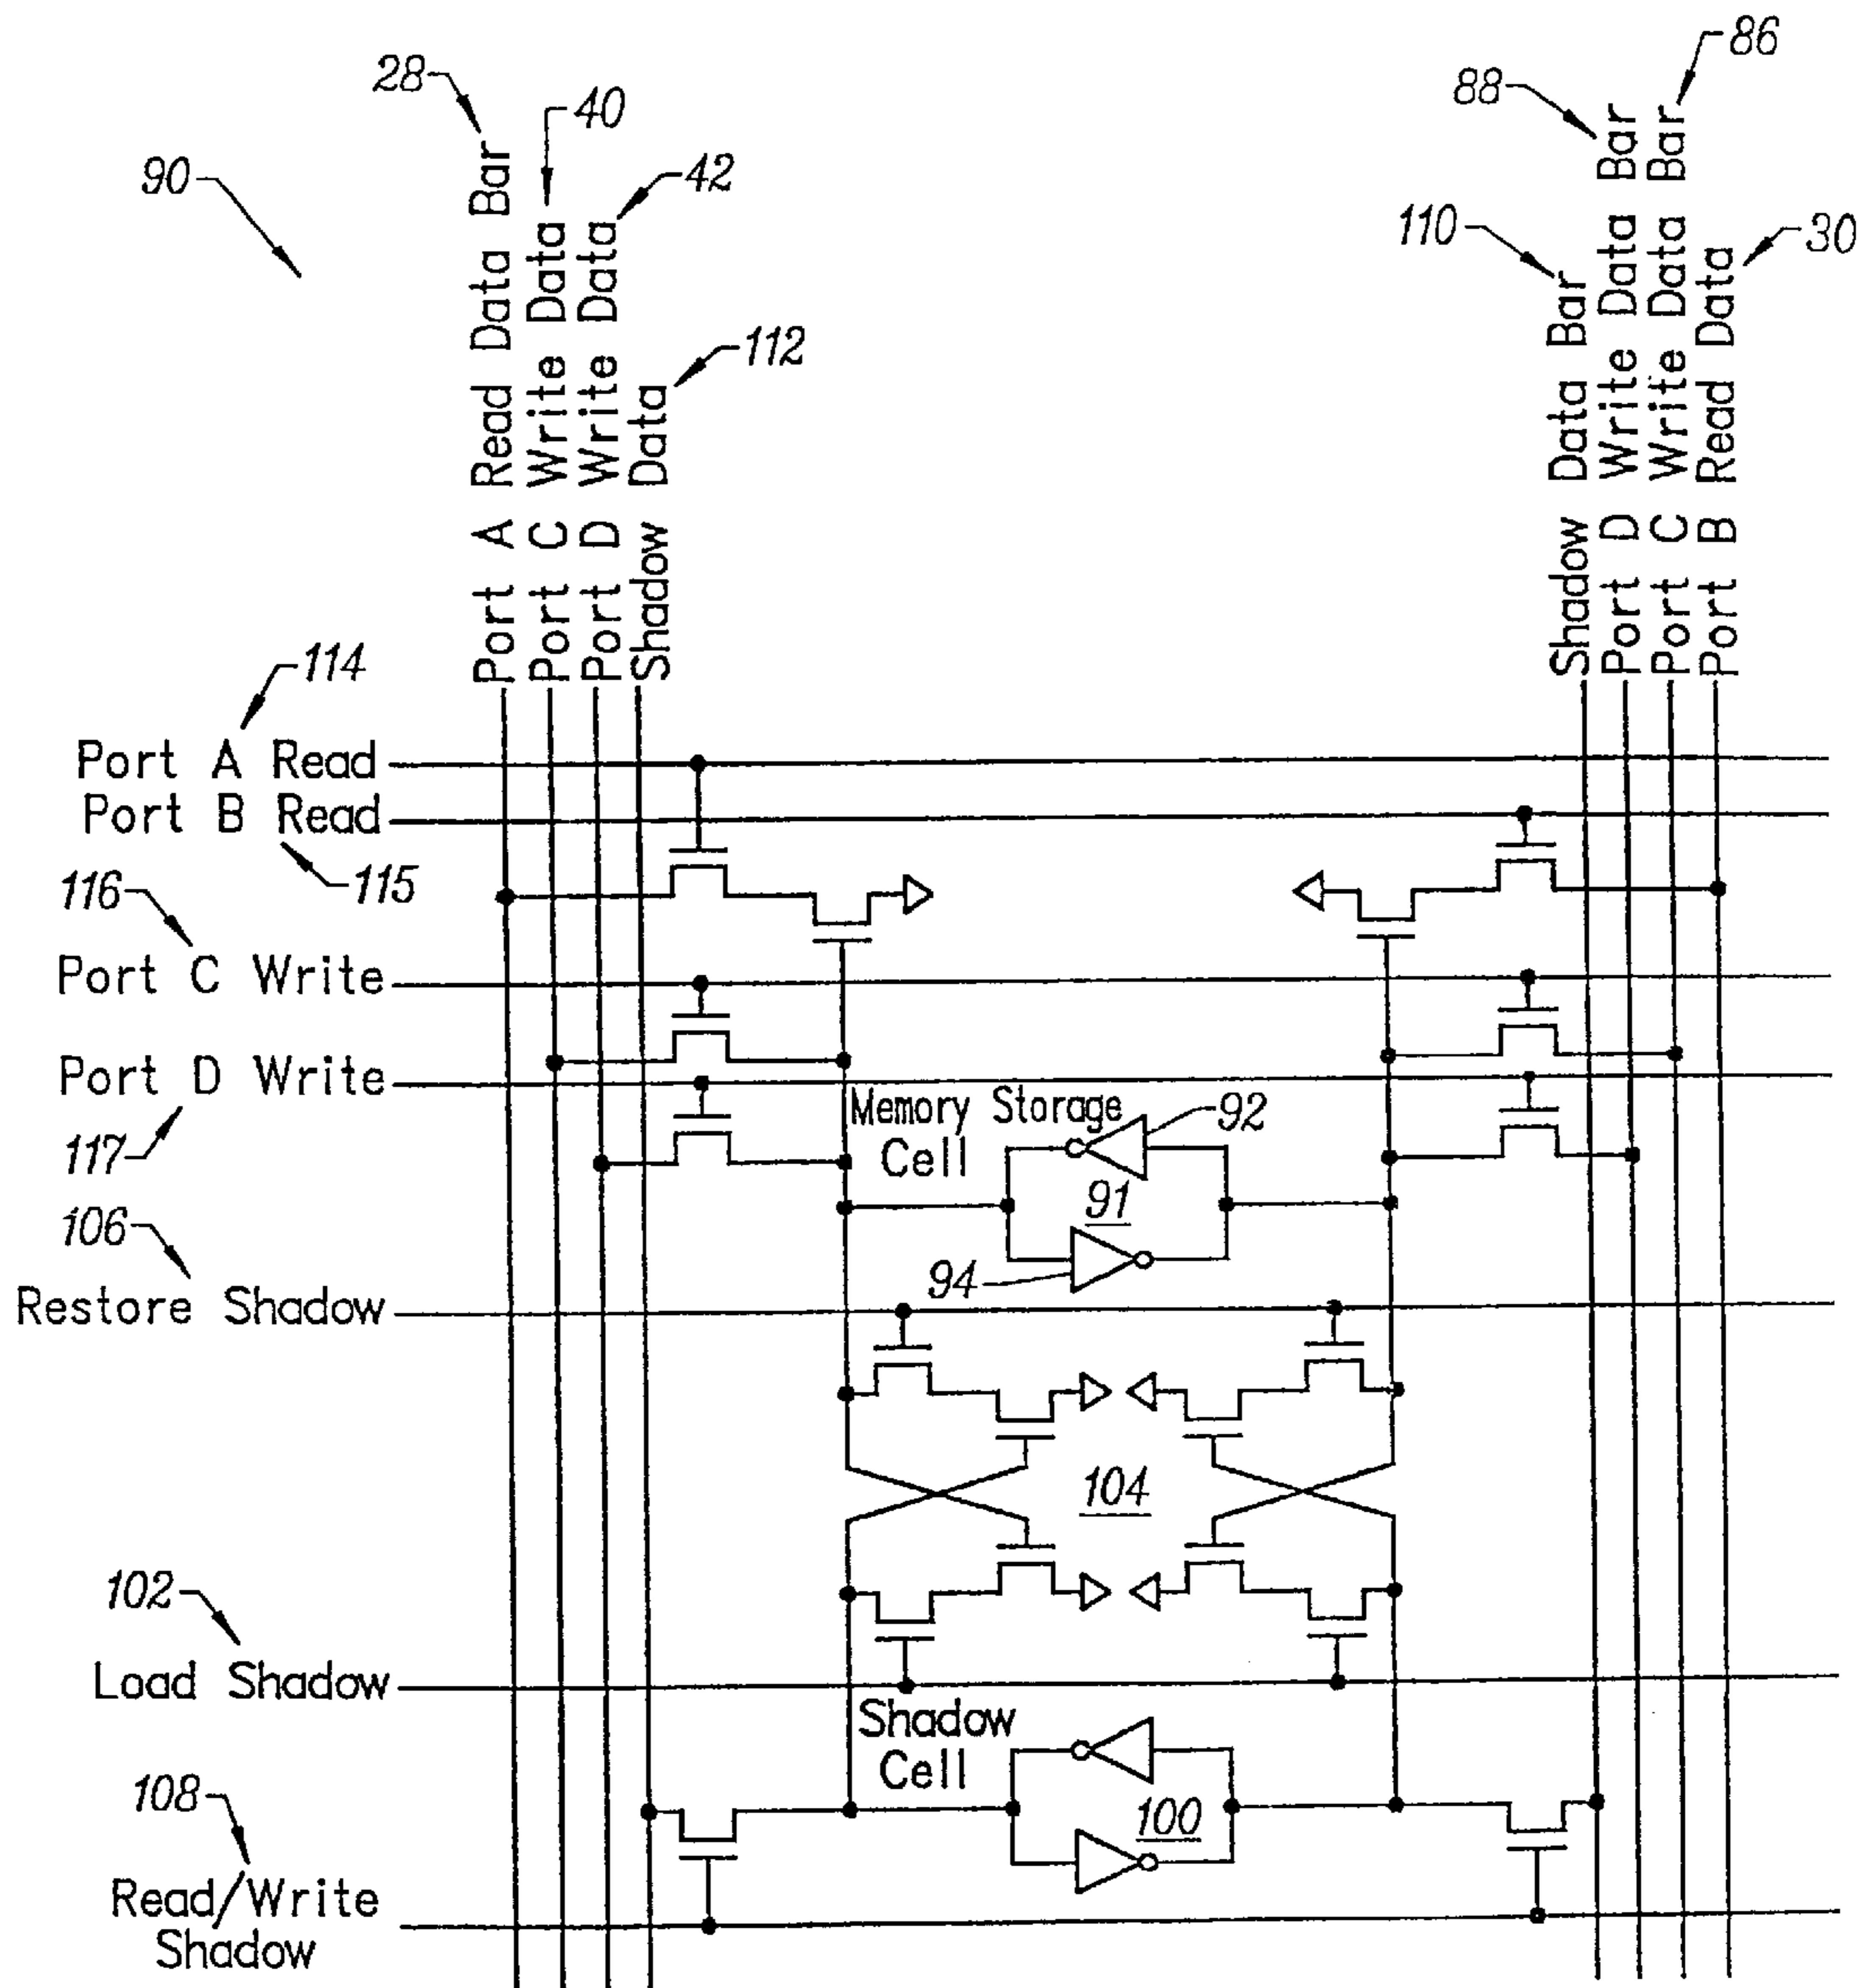 86
28
88
40
90
42
110
30
112
Port A Read Data Bar
Port C Write Data
Port D Write Data
Shadow Data
Shadow Data Bar
Port D Write Data Bar
Port C Write Data Bar
Port B Read Data
114
Port A Read
Port B Read
115
116
Port C Write
Port D Write
117
Memory Storage
Cell
92
91
94
106
Restore Shadow
104
102
Load Shadow
Shadow
Cell
100
108
Read/Write
Shadow